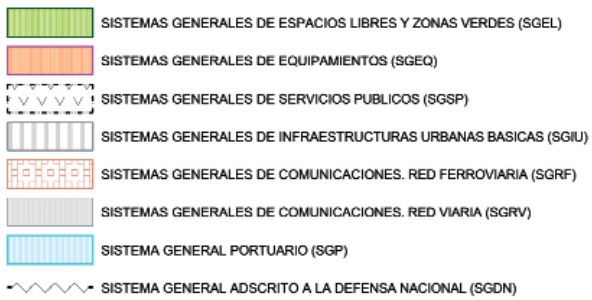 SISTEMAS GENERALES DE ESPACIOS LIBRES Y ZONAS VERDES (SGEL)
SISTEMAS GENERALES DE EQUIPAMIENTOS (SGEQ)
SISTEMAS GENERALES DE SERVICIOS PUBLICOS (SGSP)
SISTEMAS GENERALES DE INFRAESTRUCTURAS URBANAS BASICAS (SGIU)
SISTEMAS GENERALES DE COMUNICACIONES. RED FERROVIARIA (SGRF)
SISTEMAS GENERALES DE COMUNICACIONES. RED VIARIA (SGRV)
SISTEMA GENERAL PORTUARIO (SGP)
SISTEMA GENERAL ADSCRITO A LA DEFENSA NACIONAL (SGDN)